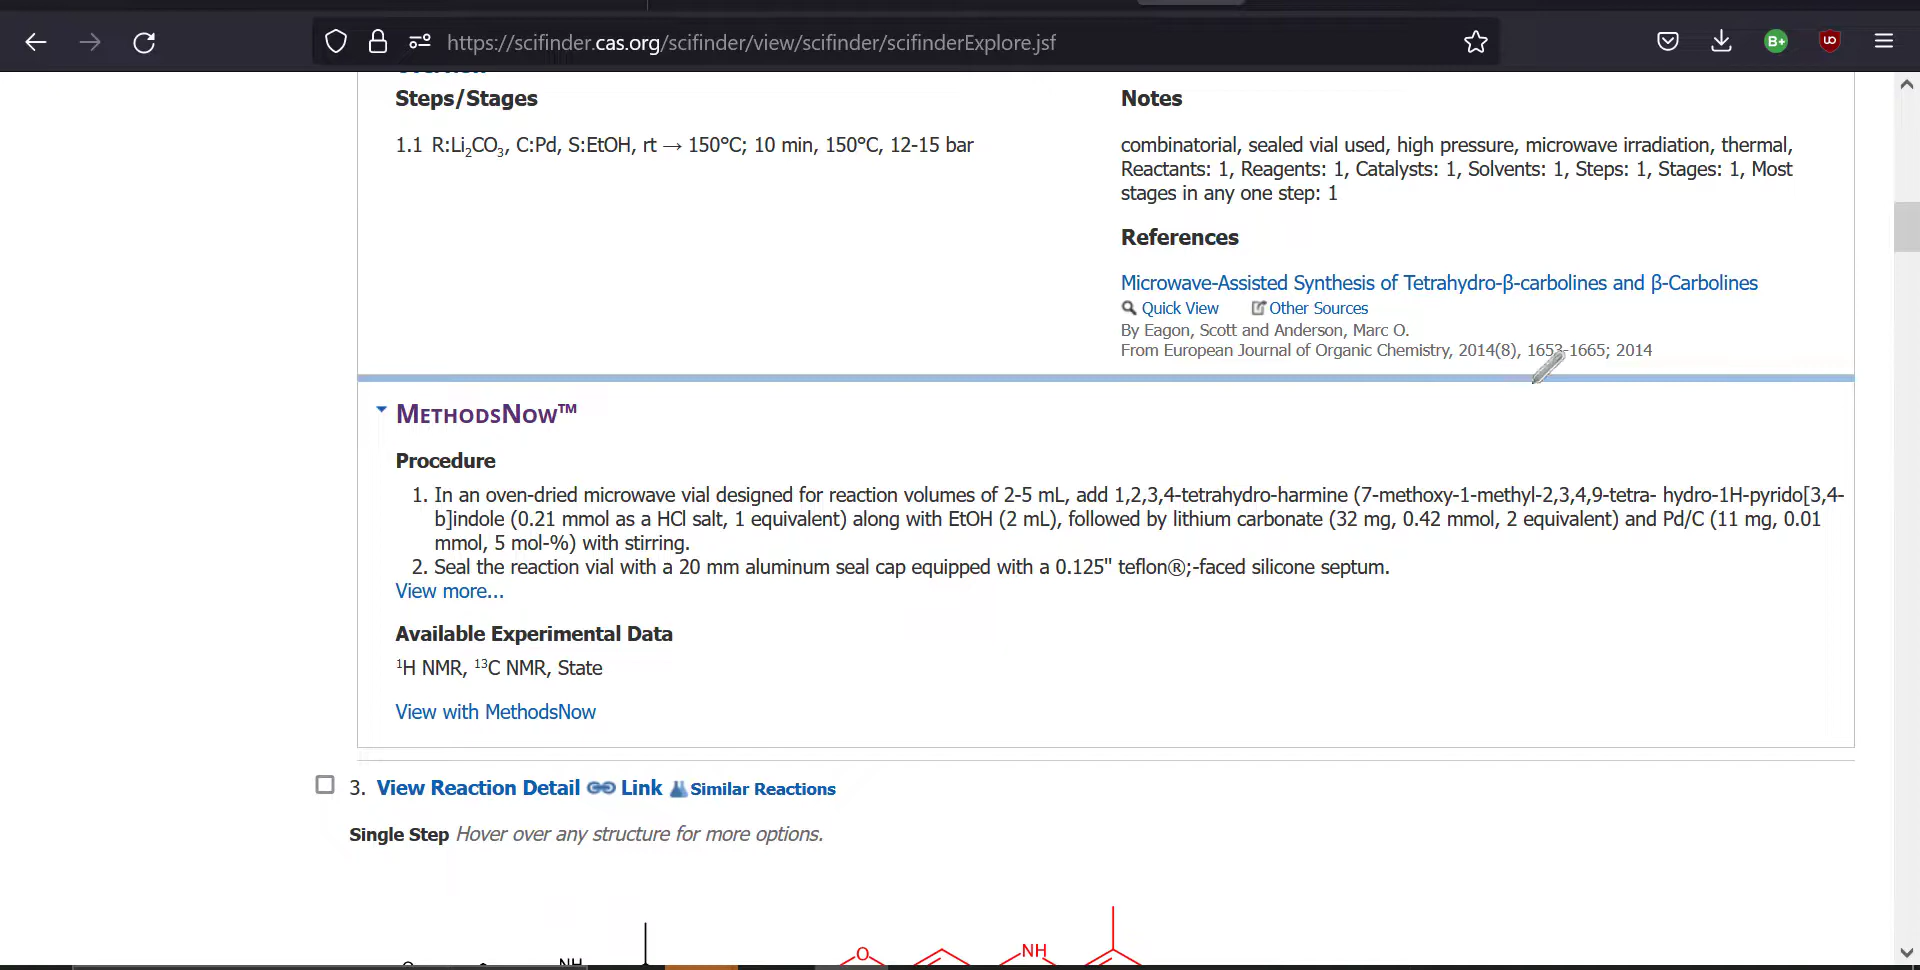 https://scifinder.cas.org/scifinder/view/scifinder/scifinderExplore.jsf
B+
Overview
Steps/Stages
1.1 R:Li₂CO₃, C:Pd, S:EtOH, rt → 150°C; 10 min, 150°C, 12-15 bar
Notes
combinatorial, sealed vial used, high pressure, microwave irradiation, thermal,
Reactants: 1, Reagents: 1, Catalysts: 1, Solvents: 1, Steps: 1, Stages: 1, Most
stages in any one step: 1
References
Microwave-Assisted Synthesis of Tetrahydro-β-carbolines and β-Carbolines
Quick View Other Sources
By Eagon, Scott and Anderson, Marc O.
From European Journal of Organic Chemistry, 2014(8), 1653-1665; 2014
METHODSNOW™
Procedure
1. In an oven-dried microwave vial designed for reaction volumes of 2-5 mL, add 1,2,3,4-tetrahydro-harmine (7-methoxy-1-methyl-2,3,4,9-tetra- hydro-1H-pyrido[3,4-
b]indole (0.21 mmol as a HCl salt, 1 equivalent) along with EtOH (2 mL), followed by lithium carbonate (32 mg, 0.42 mmol, 2 equivalent) and Pd/C (11 mg, 0.01
mmol, 5 mol-%) with stirring.
2. Seal the reaction vial with a 20 mm aluminum seal cap equipped with a 0.125" teflon®;-faced silicone septum.
View more...
Available Experimental Data
¹H NMR, ¹³C NMR, State
View with MethodsNow
3. View Reaction Detail Link Similar Reactions
Single Step Hover over any structure for more options.
NH
O
NH